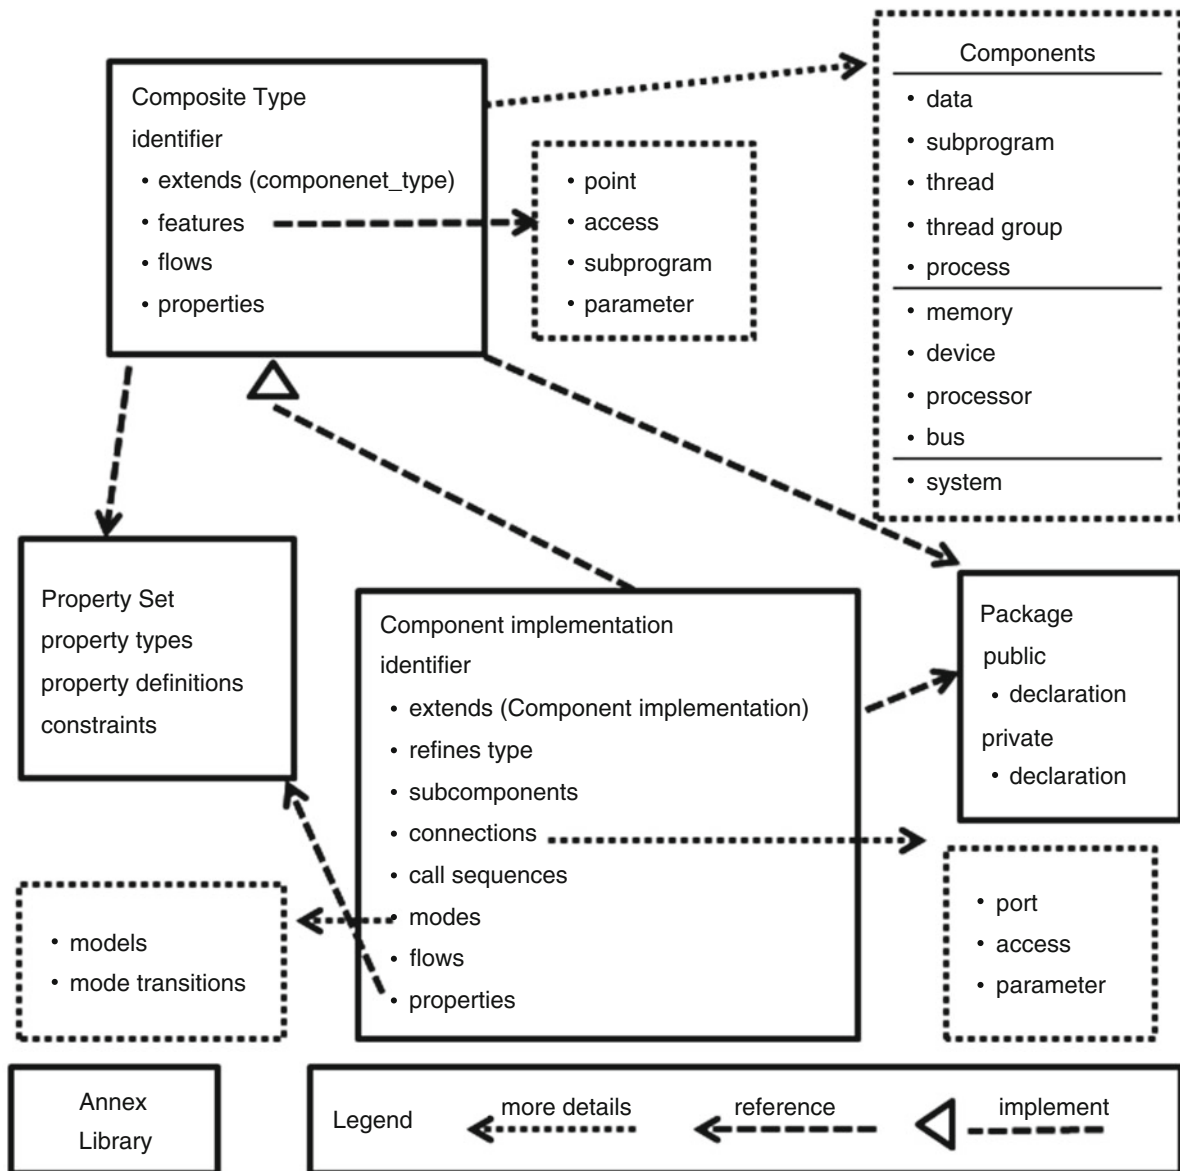 Composite Type
identifier
• extends (componenet_type)
• features
• flows
• properties
• point
• access
• subprogram
• parameter
Components
• data
• subprogram
• thread
• thread group
• process
• memory
• device
• processor
• bus
• system
Property Set
property types
property definitions
constraints
Component implementation
identifier
• extends (Component implementation)
• refines type
• subcomponents
• connections
• call sequences
• modes
• flows
• properties
Package
public
• declaration
private
• declaration
• models
• mode transitions
• port
• access
• parameter
Annex
Library
Legend
more details
reference
implement